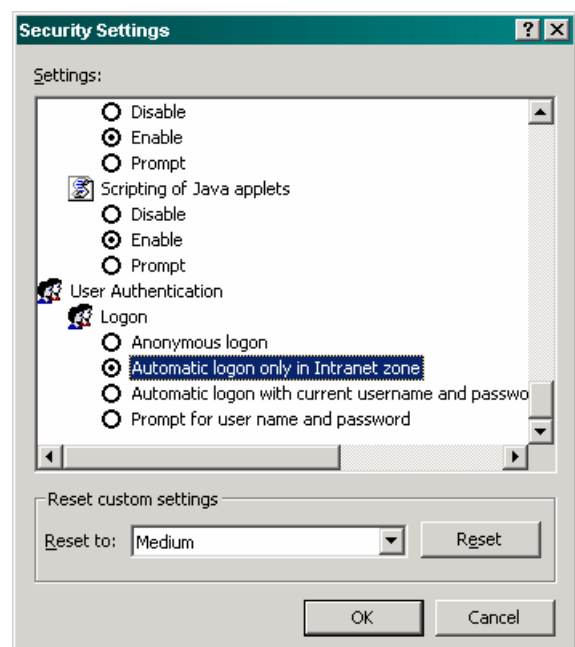 Security Settings
Settings:
Disable
Enable
Prompt
Scripting of Java applets
Disable
Enable
Prompt
User Authentication
Logon
Anonymous logon
Automatic logon only in Intranet zone
Automatic logon with current username and passwo
Prompt for user name and password
Reset custom settings
Reset to: Medium Reset
OK Cancel